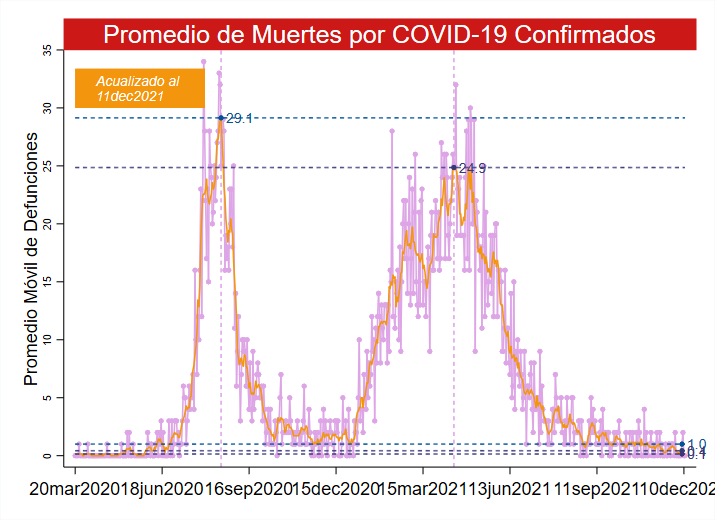 Promedio de Muertes por COVID-19 Confirmados
Acualizado al
11dec2021
Promedio Móvil de Defunciones
35
30
25
20
15
10
5
0
29.1
24.9
1.0
0.4
0.1
20mar2020 18jun2020 16sep2020 15dec2020 15mar2021 13jun2021 11sep2021 10dec202